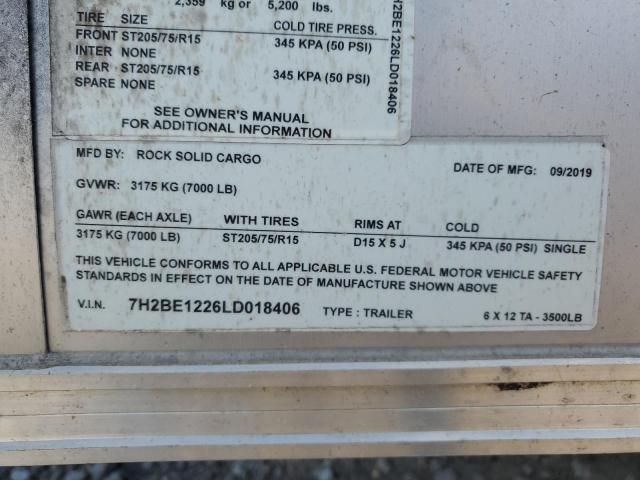 2,359 kg or 5,200 lbs.
TIRE SIZE COLD TIRE PRESS.
FRONT ST205/75/R15 345 KPA (50 PSI)
INTER NONE
REAR ST205/75/R15 345 KPA (50 PSI)
SPARE NONE
SEE OWNER'S MANUAL
FOR ADDITIONAL INFORMATION
H2BE1226LD018406
MFD BY: ROCK SOLID CARGO DATE OF MFG: 09/2019
GVWR: 3175 KG (7000 LB)
GAWR (EACH AXLE) WITH TIRES RIMS AT COLD
3175 KG (7000 LB) ST205/75/R15 D15 X 5 J 345 KPA (50 PSI) SINGLE
THIS VEHICLE CONFORMS TO ALL APPLICABLE U.S. FEDERAL MOTOR VEHICLE SAFETY
STANDARDS IN EFFECT ON THE DATE OF MANUFACTURE SHOWN ABOVE
V.I.N. 7H2BE1226LD018406 TYPE : TRAILER 6 X 12 TA - 3500LB